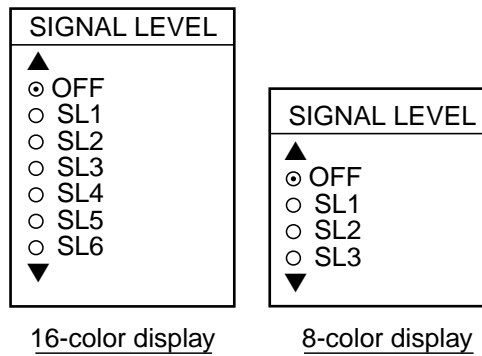 SIGNAL LEVEL
OFF
SL1
SL2
SL3
SL4
SL5
SL6
16-color display
SIGNAL LEVEL
OFF
SL1
SL2
SL3
8-color display